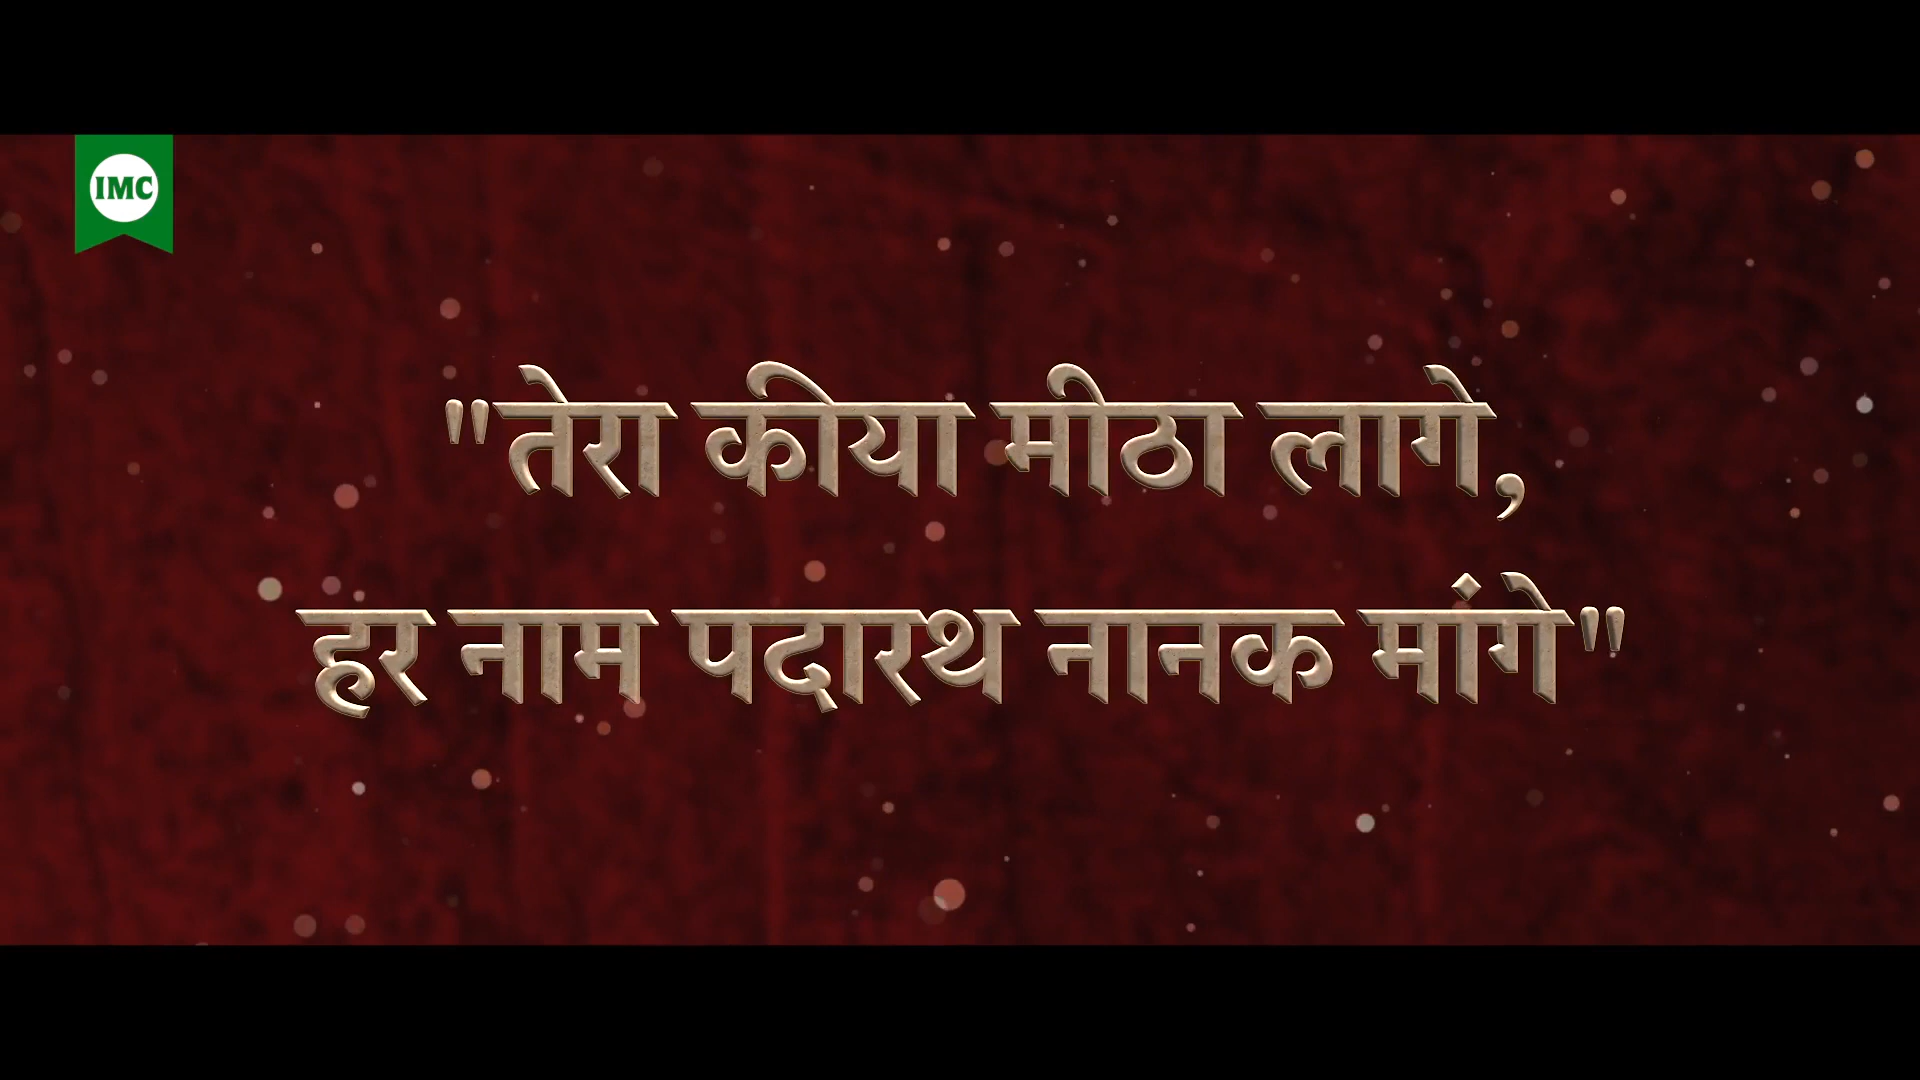 IMC
"तेरा कीया मीठा लागे,
हर नाम पदारथ नानक मांगे"